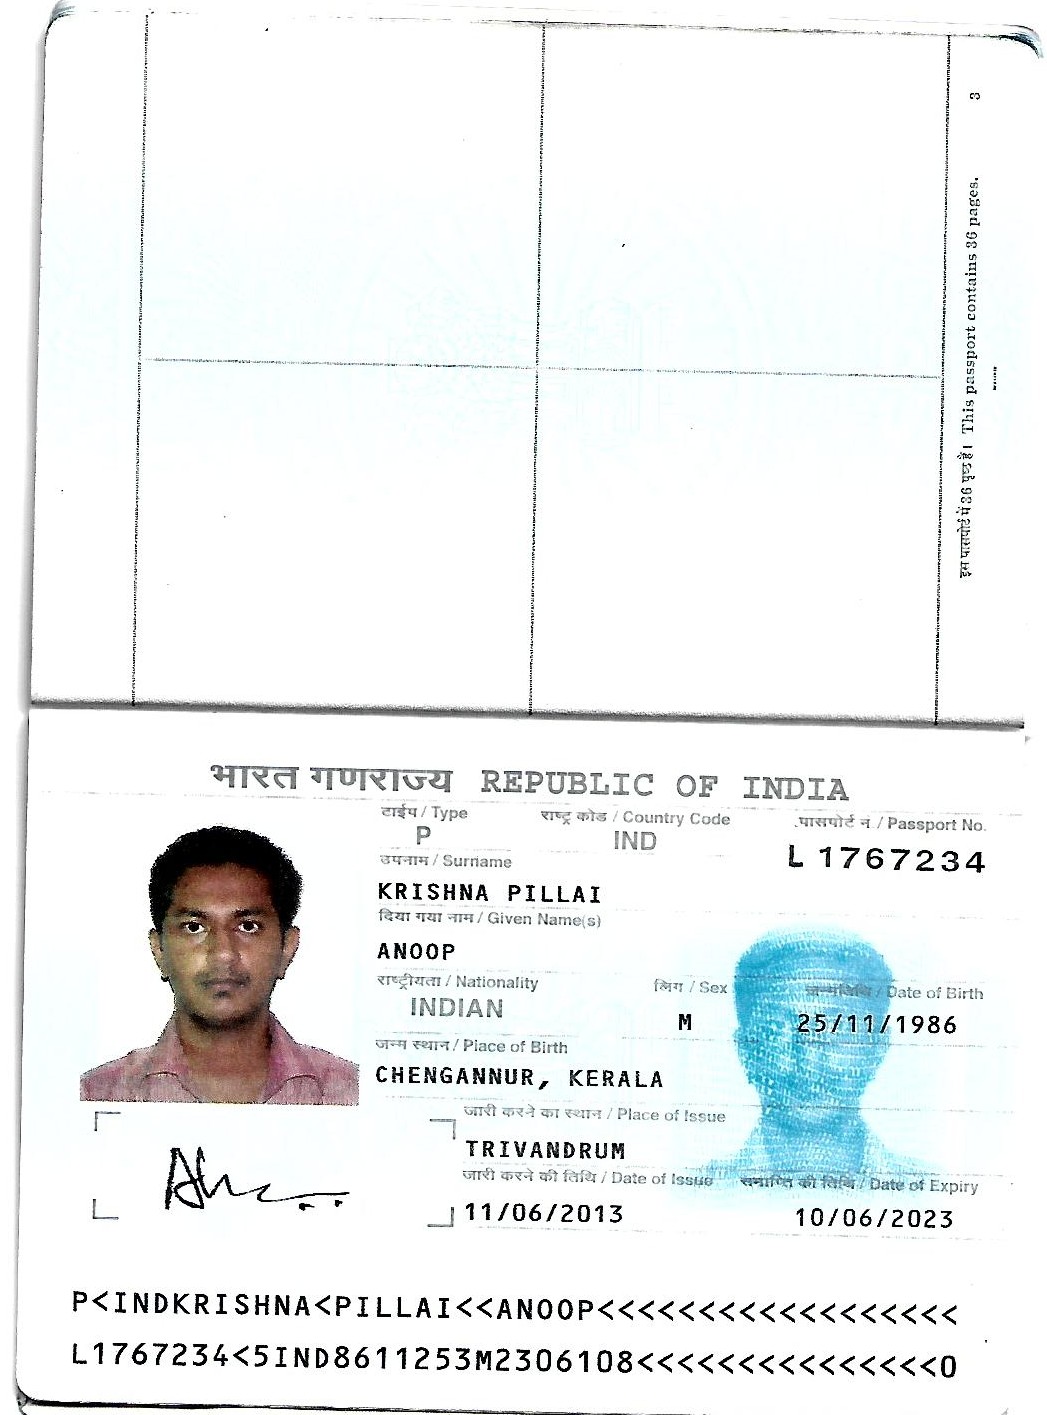 3
इस पासपोर्ट में 36 पृष्ठ हैं। This passport contains 36 pages.
भारत गणराज्य REPUBLIC OF INDIA
टाईप / Type
राष्ट्र कोड / Country Code
पासपोर्ट नं / Passport No.
P
IND
L 1767234
उपनाम / Surname
KRISHNA PILLAI
दिया गया नाम / Given Name(s)
ANOOP
राष्ट्रीयता / Nationality
लिंग / Sex
जन्मतिथि / Date of Birth
INDIAN
M
25/11/1986
जन्म स्थान / Place of Birth
CHENGANNUR, KERALA
जारी करने का स्थान / Place of Issue
TRIVANDRUM
जारी करने की तिथि / Date of Issue
समाप्ति की तिथि / Date of Expiry
11/06/2013
10/06/2023
P<INDKRISHNA<PILLAI<<ANOOP<<<<<<<<<<<<<<<<<<
L1767234<5IND8611253M2306108<<<<<<<<<<<<<<<0